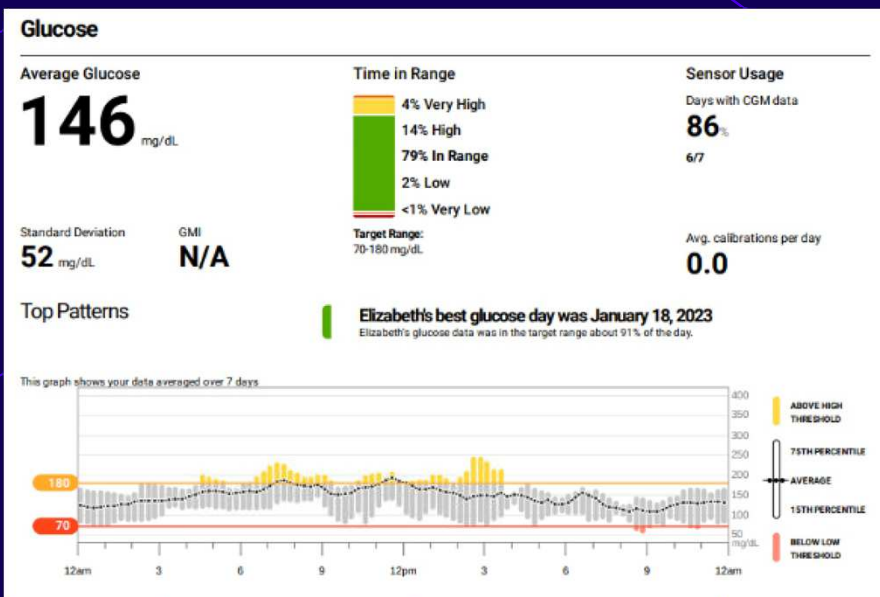 Glucose
Average Glucose
146 mg/dL
Standard Deviation
52 mg/dL
GMI
N/A
Time in Range
4% Very High
14% High
79% In Range
2% Low
<1% Very Low
Target Range:
70-180 mg/dL
Sensor Usage
Days with CGM data
86%
6/7
Avg. calibrations per day
0.0
Top Patterns
Elizabeth's best glucose day was January 18, 2023
Elizabeth's glucose data was in the target range about 91% of the day.
This graph shows your data averaged over 7 days
400
350
300
250
200
150
100
50
mg/dL
180
70
12am 3 6 9 12pm 3 6 9 12am
ABOVE HIGH
THRESHOLD
75TH PERCENTILE
AVERAGE
15TH PERCENTILE
BELOW LOW
THRESHOLD